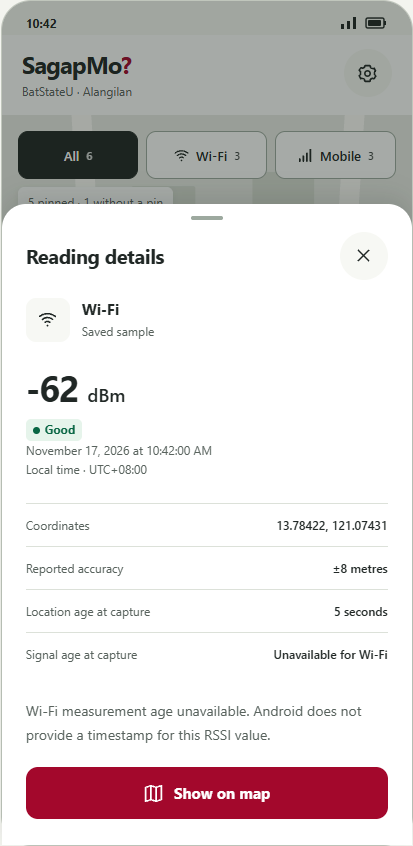 10:42
SagapMo?
BatStateU · Alangilan
All 6
Wi-Fi 3
Mobile 3
5 pinned · 1 without a pin
Reading details
Wi-Fi
Saved sample
-62 dBm
Good
November 17, 2026 at 10:42:00 AM
Local time · UTC+08:00
Coordinates 13.78422, 121.07431
Reported accuracy ±8 metres
Location age at capture 5 seconds
Signal age at capture Unavailable for Wi-Fi
Wi-Fi measurement age unavailable. Android does not
provide a timestamp for this RSSI value.
Show on map